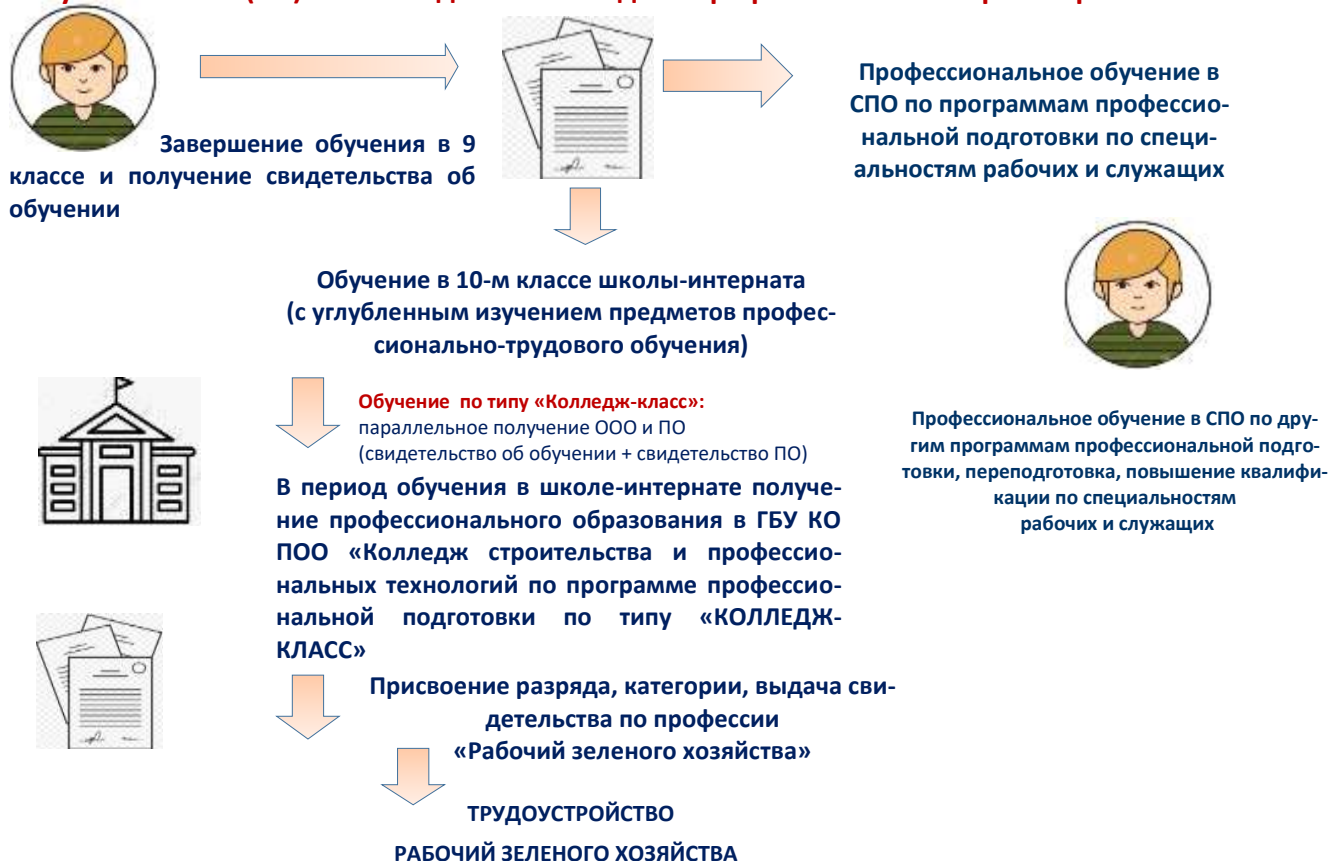 Завершение обучения в 9
классе и получение свидетельства об
обучении
Профессиональное обучение в
СПО по программам профессио-
нальной подготовки по специ-
альностям рабочих и служащих
Обучение в 10-м классе школы-интерната
(с углубленным изучением предметов профес-
сионально-трудового обучения)
Обучение по типу «Колледж-класс»:
параллельное получение ООО и ПО
(свидетельство об обучении + свидетельство ПО)
Профессиональное обучение в СПО по дру-
гим программам профессиональной подго-
товки, переподготовка, повышение квалифи-
кации по специальностям
рабочих и служащих
В период обучения в школе-интернате получе-
ние профессионального образования в ГБУ КО
ПОО «Колледж строительства и профессио-
нальных технологий по программе профессио-
нальной подготовки по типу «КОЛЛЕДЖ-
КЛАСС»
Присвоение разряда, категории, выдача сви-
детельства по профессии
«Рабочий зеленого хозяйства»
ТРУДОУСТРОЙСТВО
РАБОЧИЙ ЗЕЛЕНОГО ХОЗЯЙСТВА